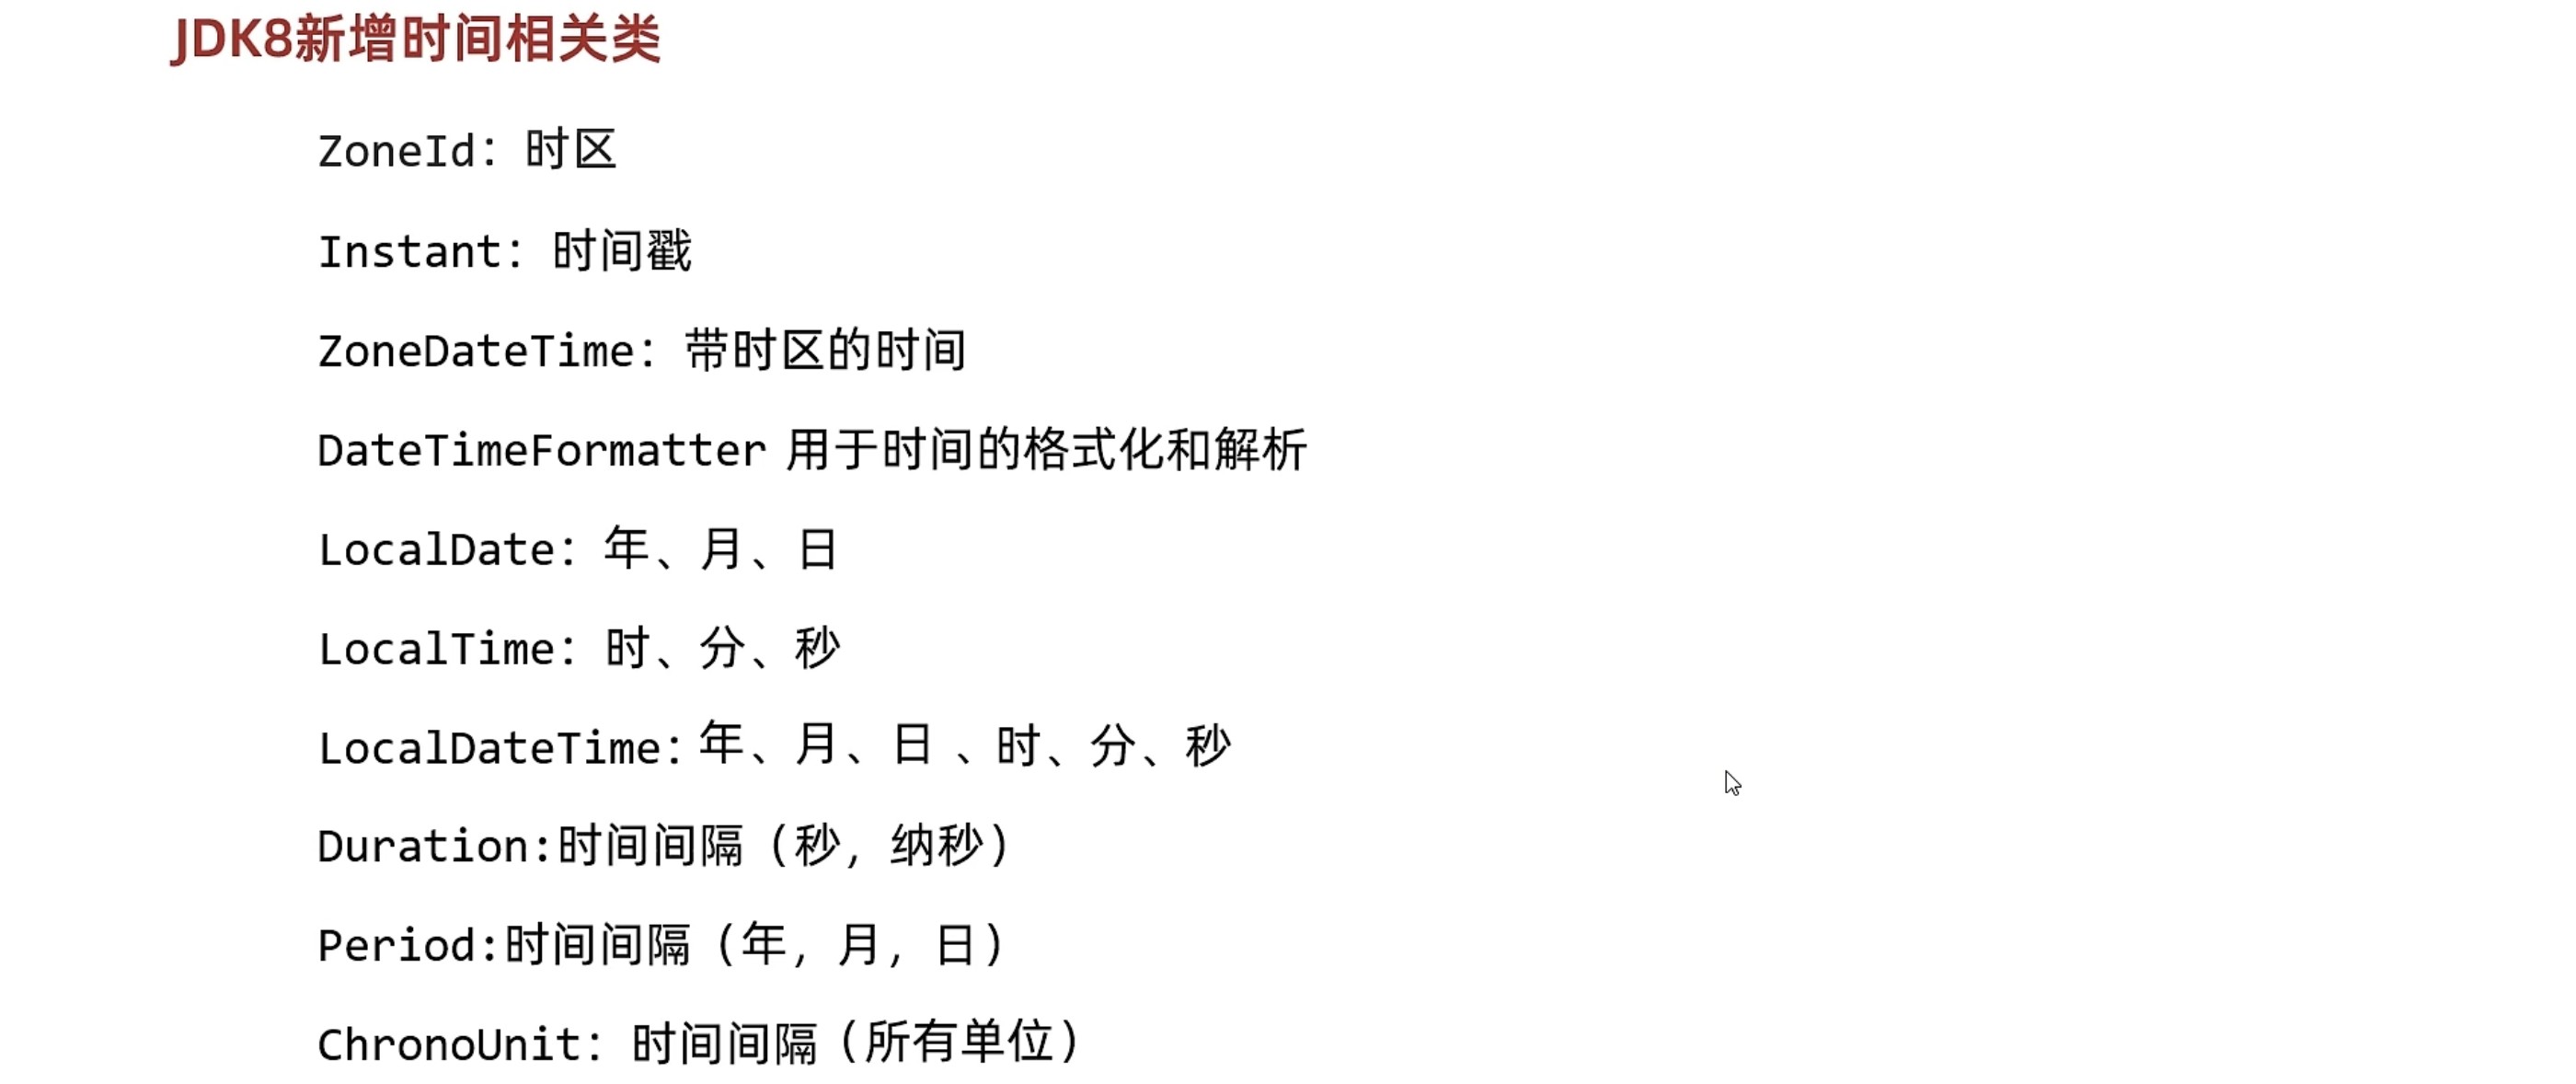 JDK8新增时间相关类
ZoneId：时区
Instant：时间戳
ZoneDateTime：带时区的时间
DateTimeFormatter 用于时间的格式化和解析
LocalDate：年、月、日
LocalTime：时、分、秒
LocalDateTime:年、月、日 、时、分、秒
Duration:时间间隔（秒，纳秒）
Period:时间间隔（年，月，日）
ChronoUnit：时间间隔（所有单位）